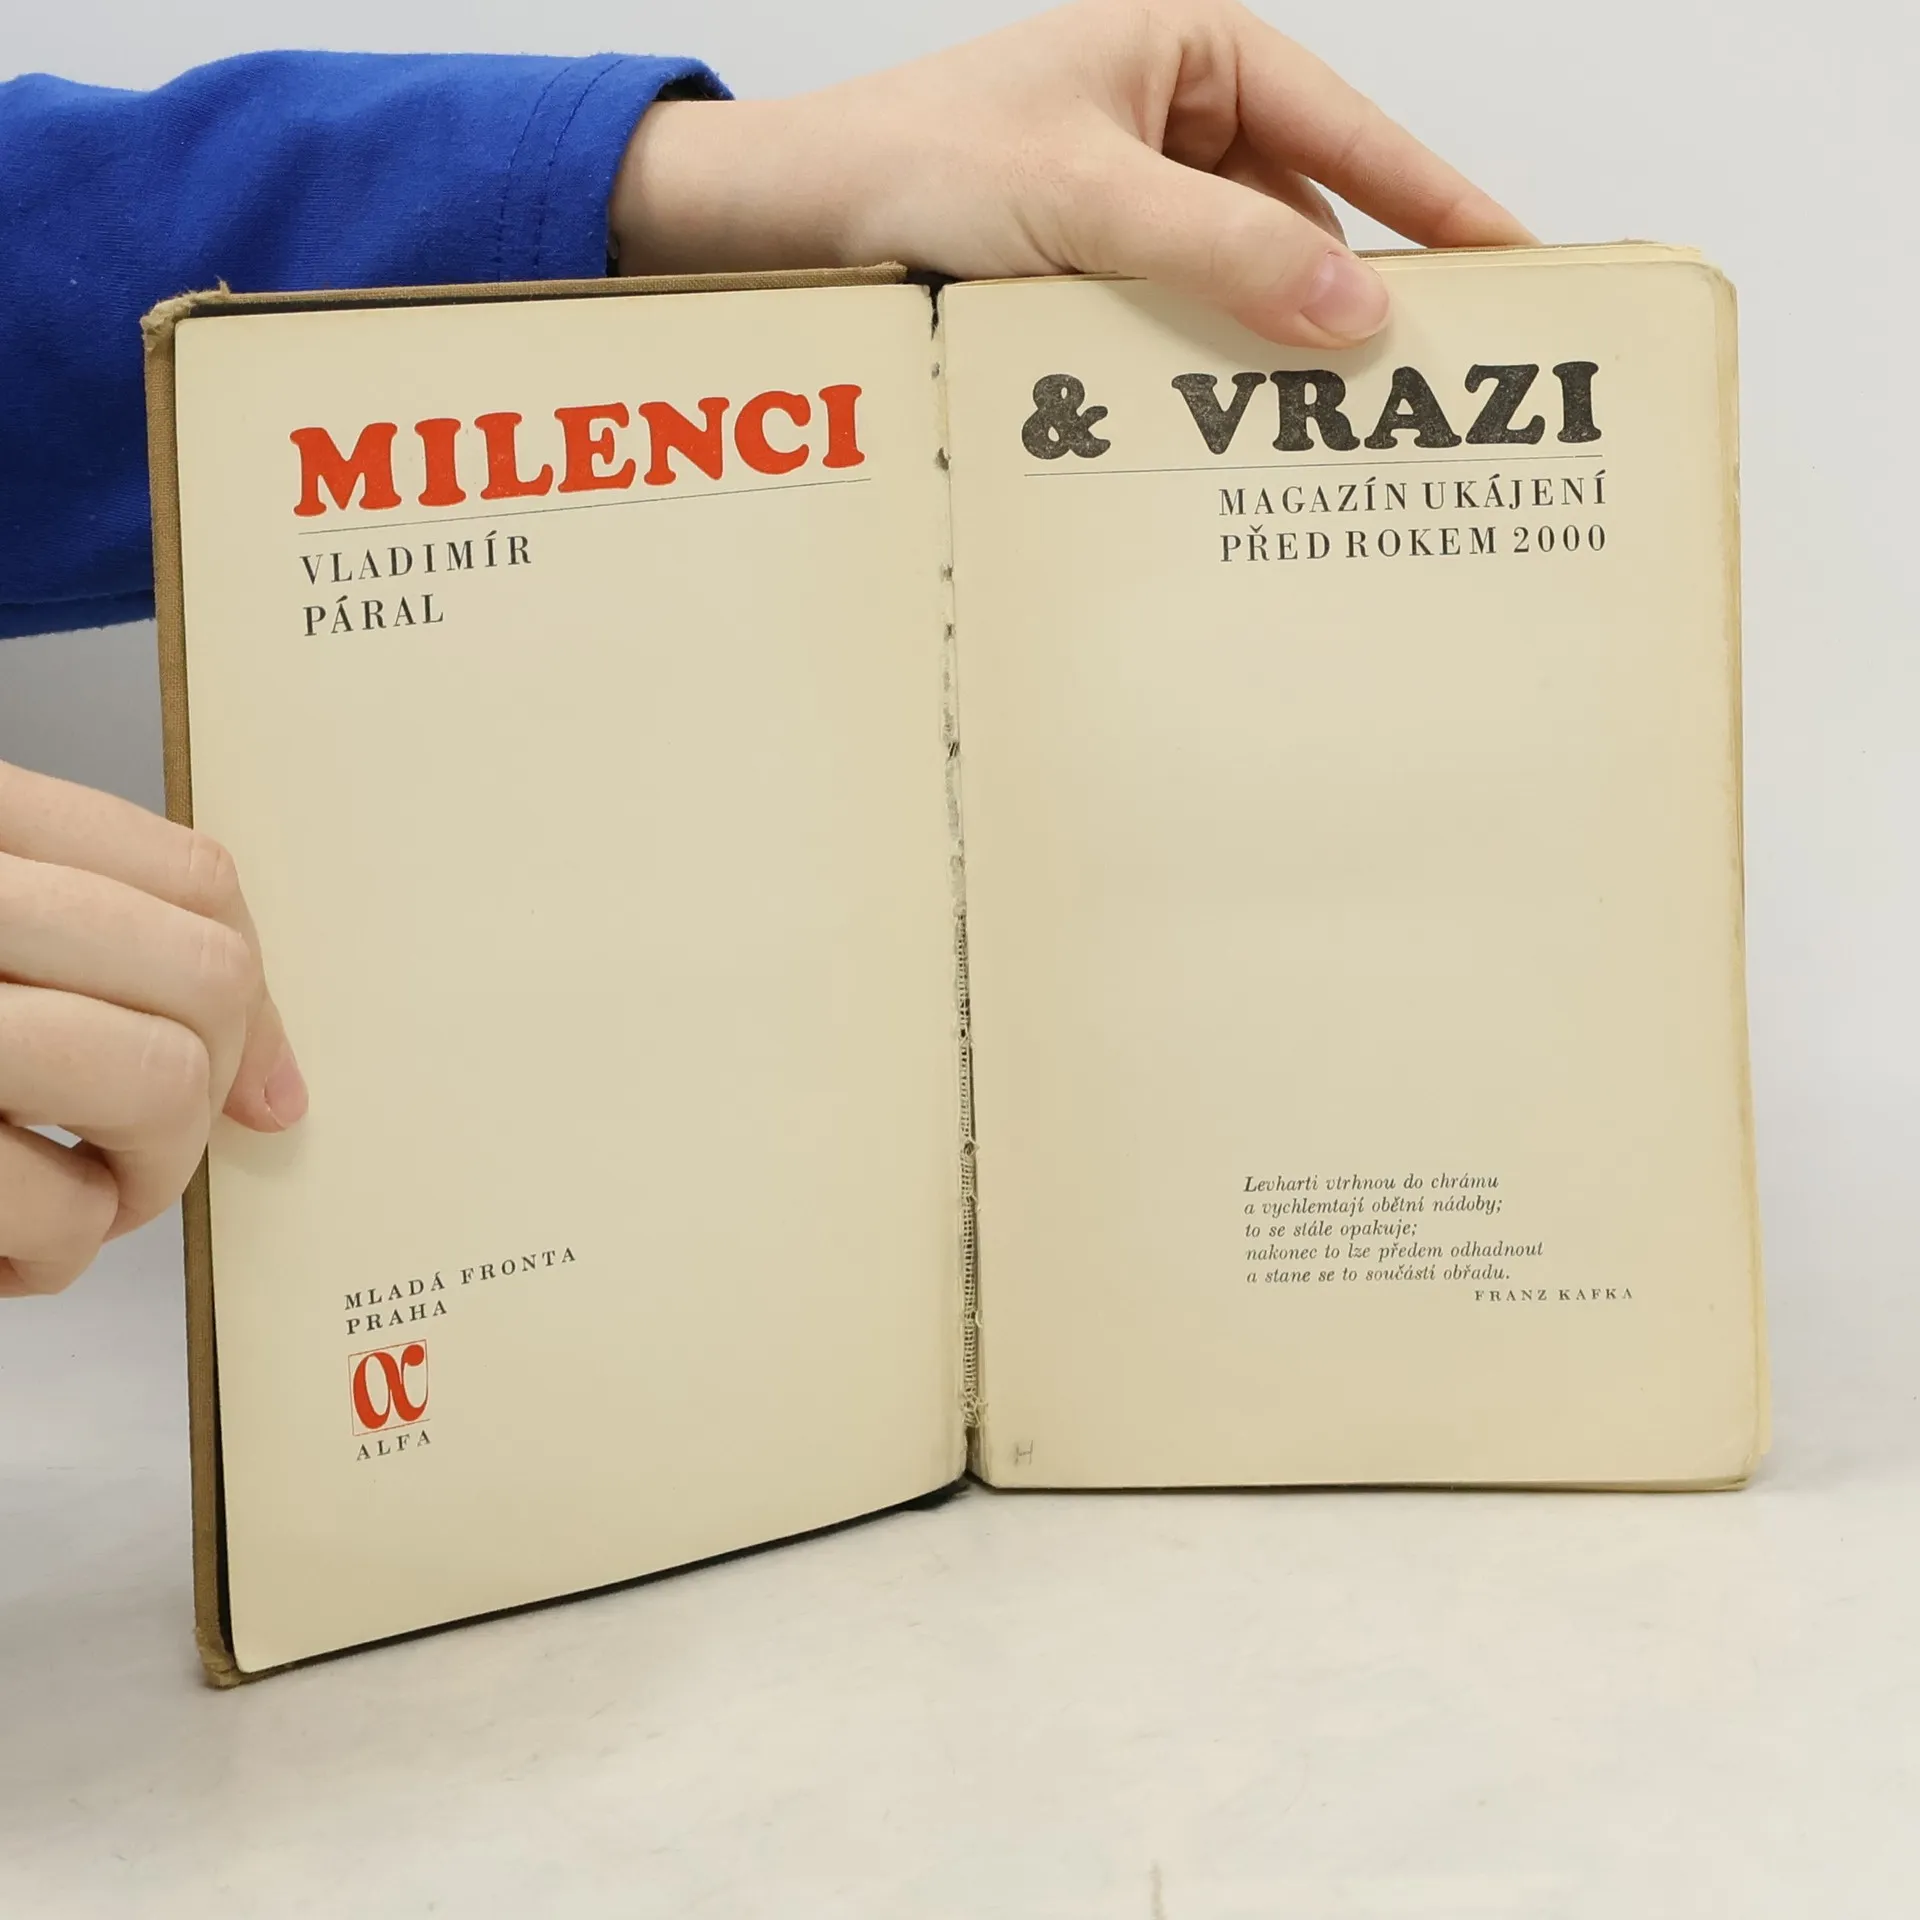 MILENCI
VLADIMÍR
PÁRAL
MLADÁ FRONTA
PRAHA
α
ALFA
& VRAZI
MAGAZÍN UKÁJENÍ
PŘED ROKEM 2000
Levharti vtrhnou do chrámu
a vychlemtají obětní nádoby;
to se stále opakuje;
nakonec to lze předem odhadnout
a stane se to součástí obřadu.
FRANZ KAFKA
H